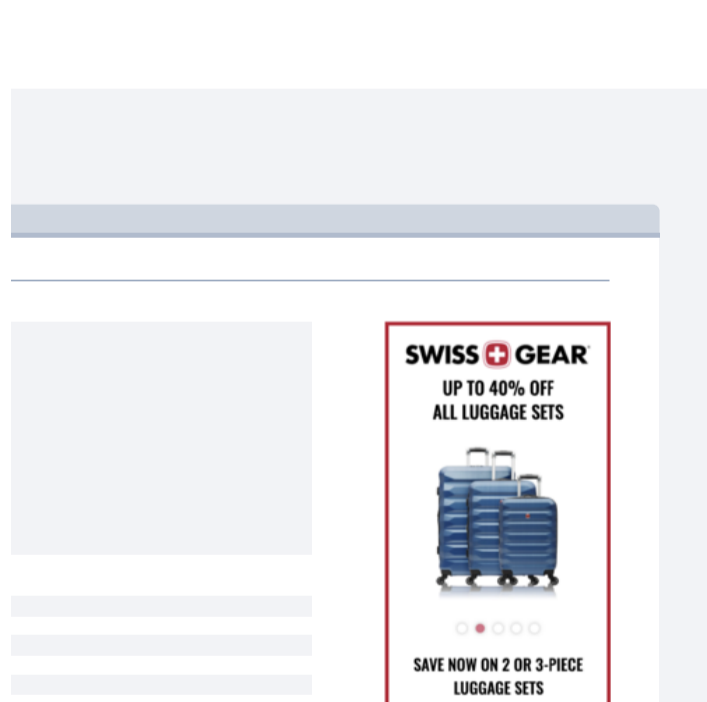 SWISS GEAR
UP TO 40% OFF
ALL LUGGAGE SETS
SAVE NOW ON 2 OR 3-PIECE
LUGGAGE SETS